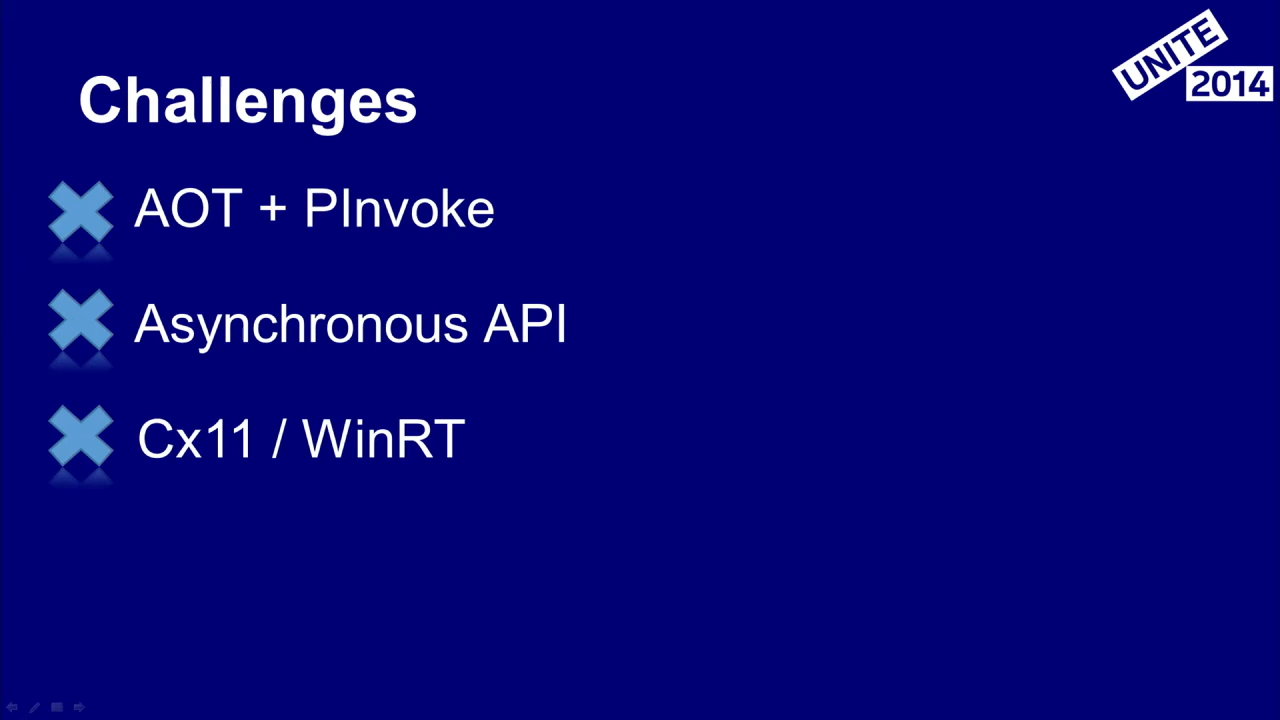 UNITE
2014
Challenges
AOT + PInvoke
Asynchronous API
Cx11 / WinRT